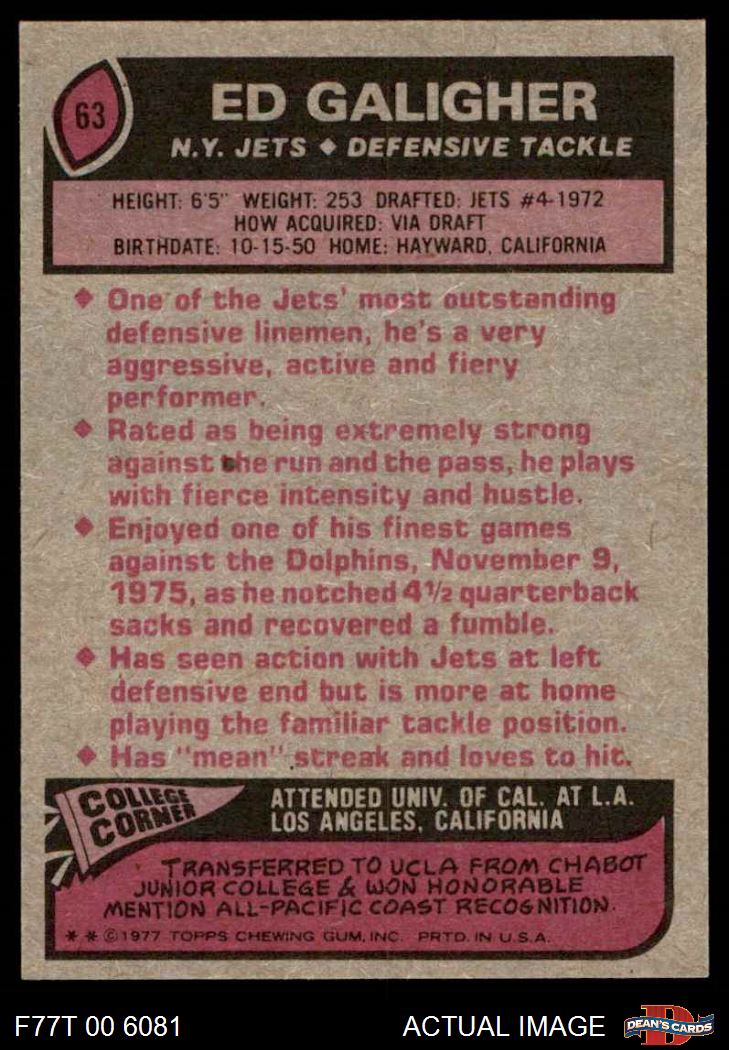 63
ED GALIGHER
N.Y. JETS ♦ DEFENSIVE TACKLE
HEIGHT: 6'5" WEIGHT: 253 DRAFTED: JETS #4-1972
HOW ACQUIRED: VIA DRAFT
BIRTHDATE: 10-15-50 HOME: HAYWARD, CALIFORNIA
♦ One of the Jets' most outstanding
defensive linemen, he's a very
aggressive, active and fiery
performer.
♦ Rated as being extremely strong
against the run and the pass, he plays
with fierce intensity and hustle.
♦ Enjoyed one of his finest games
against the Dolphins, November 9,
1975, as he notched 4½ quarterback
sacks and recovered a fumble.
♦ Has seen action with Jets at left
defensive end but is more at home
playing the familiar tackle position.
♦ Has "mean" streak and loves to hit.
COLLEGE
CORNER
ATTENDED UNIV. OF CAL. AT L.A.
LOS ANGELES, CALIFORNIA
TRANSFERRED TO UCLA FROM CHABOT
JUNIOR COLLEGE & WON HONORABLE
MENTION ALL-PACIFIC COAST RECOGNITION.
* * ©1977 TOPPS CHEWING GUM, INC. PRTD. IN U.S.A.
F77T 00 6081
ACTUAL IMAGE
D
DEAN'S CARDS